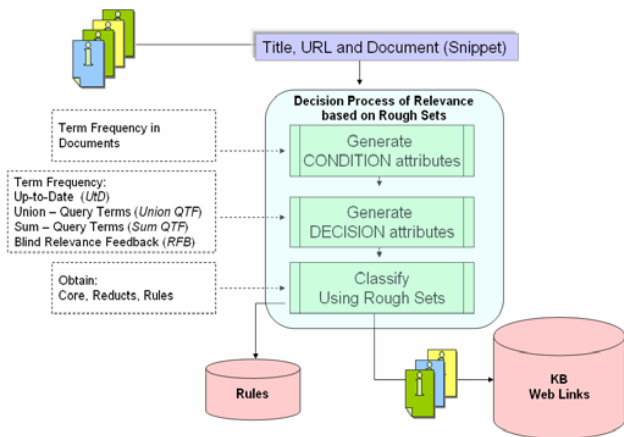 Title, URL and Document (Snippet)
Decision Process of Relevance
based on Rough Sets
Term Frequency in
Documents
Generate
CONDITION attributes
Term Frequency:
Up-to-Date (UtD)
Union – Query Terms (Union QTF)
Sum – Query Terms (Sum QTF)
Blind Relevance Feedback (RFB)
Generate
DECISION attributes
Obtain:
Core, Reducts, Rules
Classify
Using Rough Sets
Rules
KB
Web Links